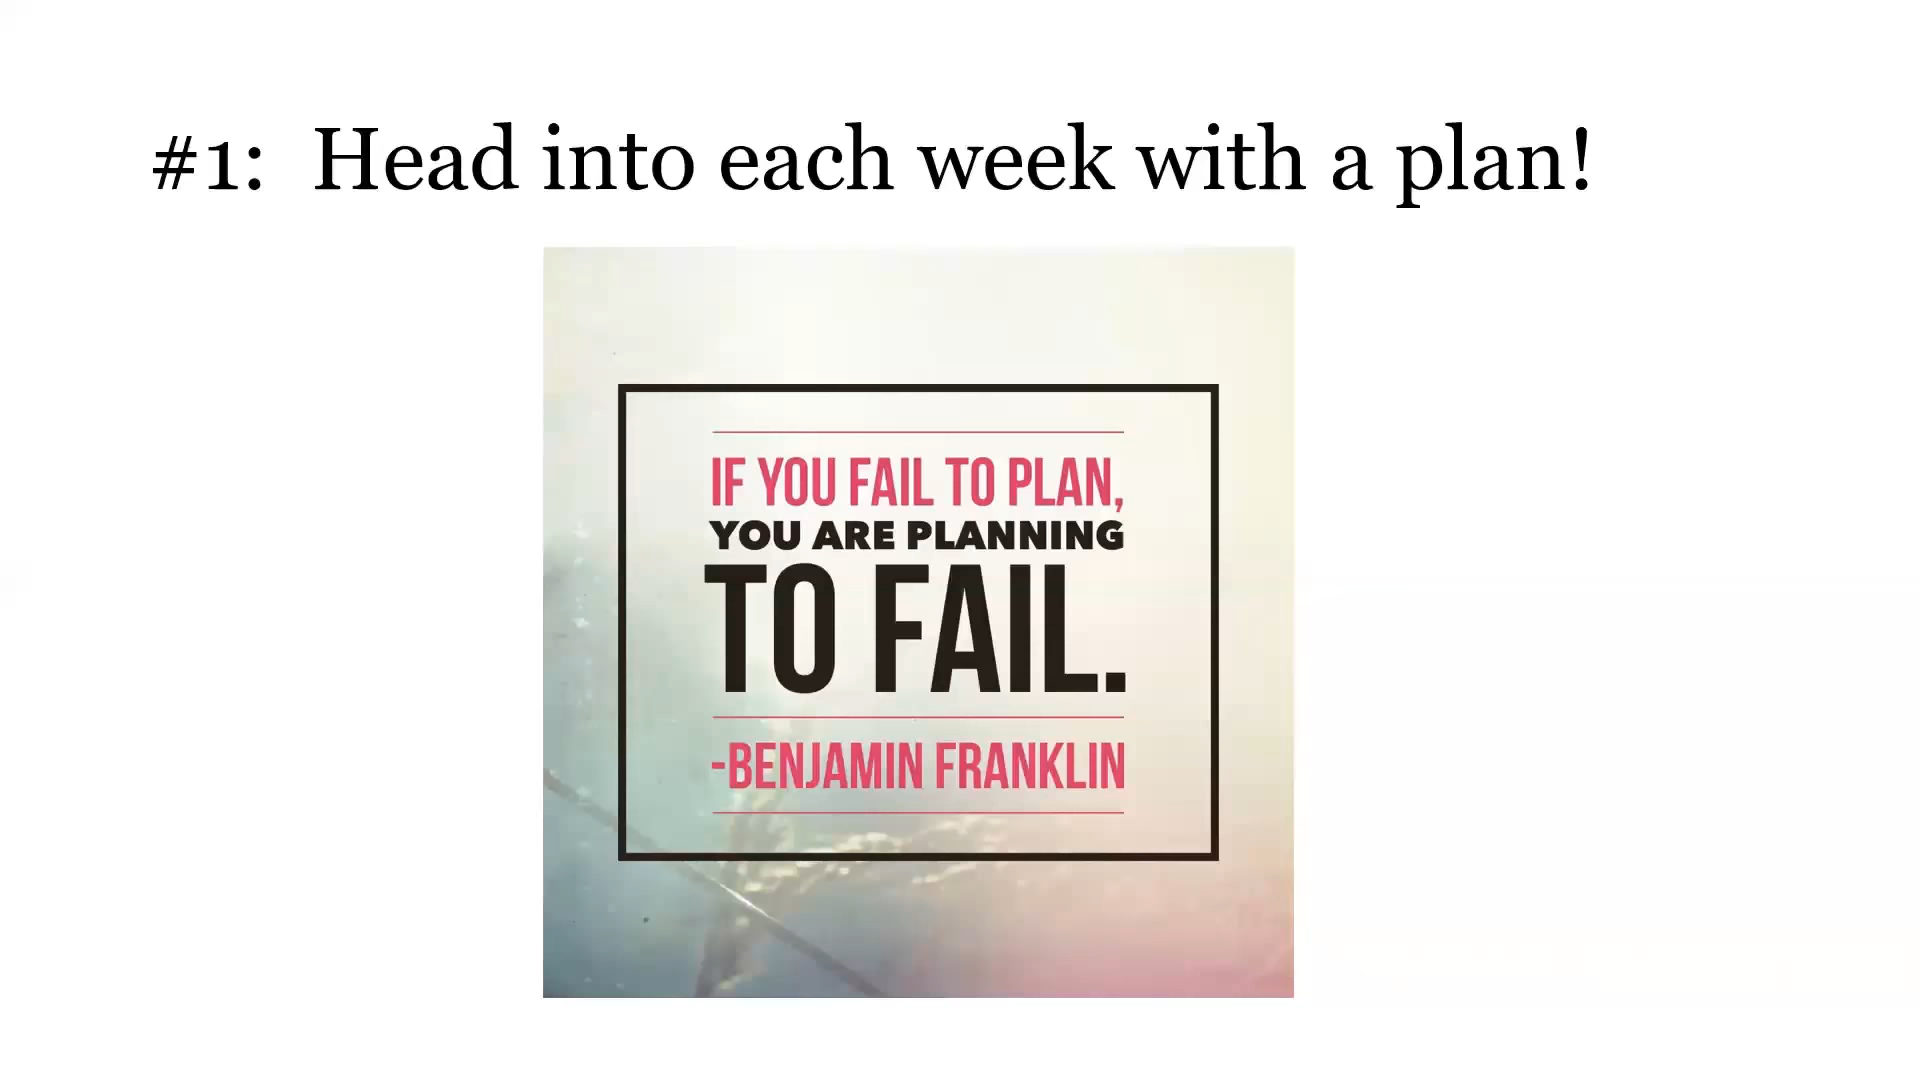 #1:  Head into each week with a plan!
IF YOU FAIL TO PLAN,
YOU ARE PLANNING
TO FAIL.
-BENJAMIN FRANKLIN